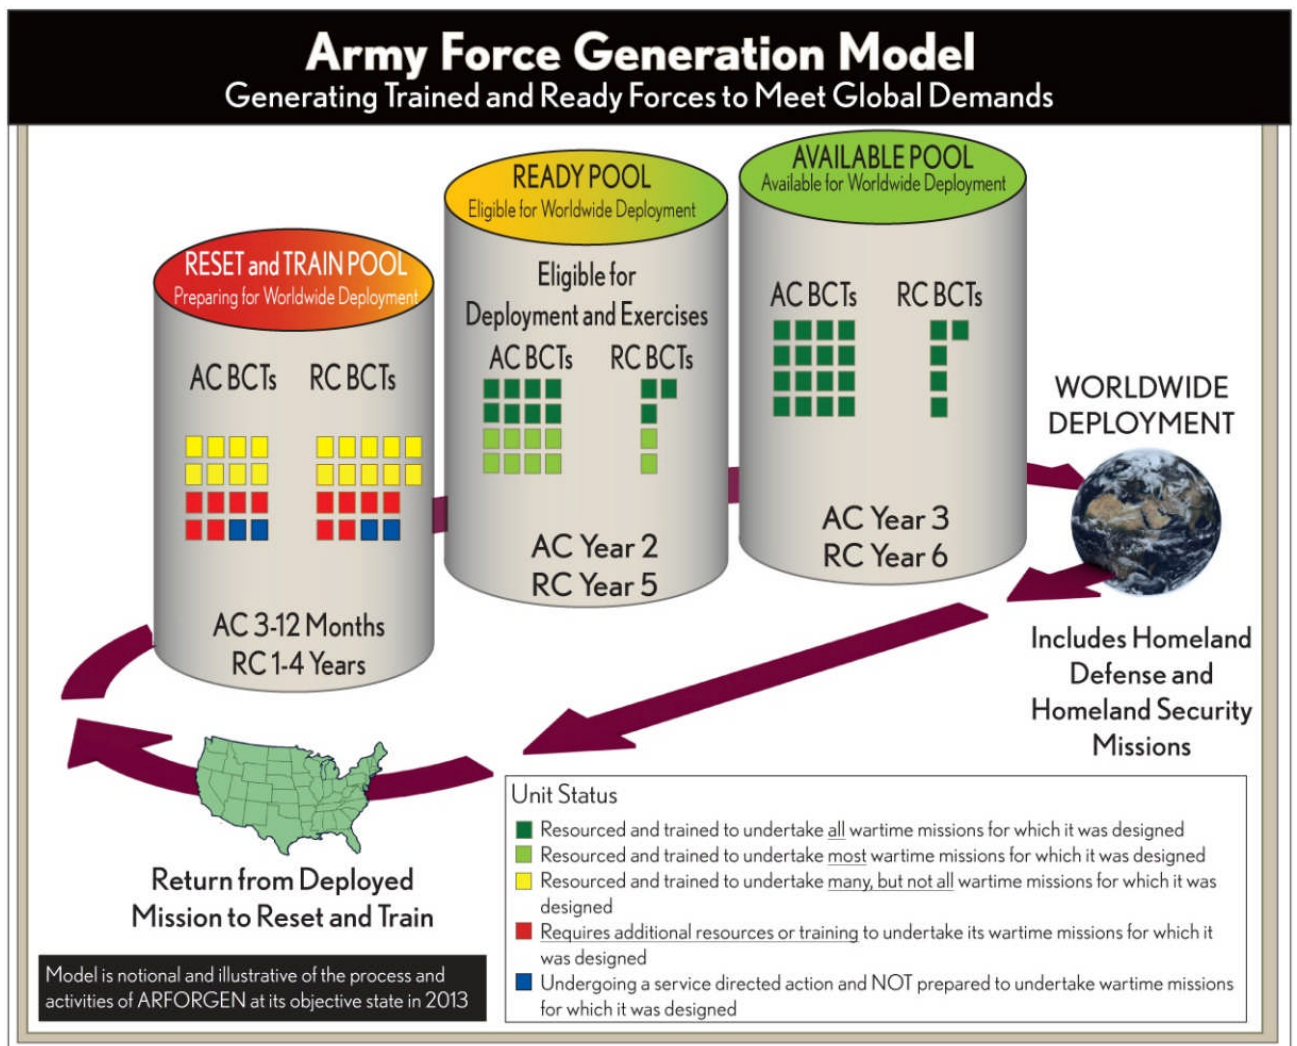 Army Force Generation Model
Generating Trained and Ready Forces to Meet Global Demands
RESET and TRAIN POOL
Preparing for Worldwide Deployment
AC BCTs RC BCTs
AC 3-12 Months
RC 1-4 Years
READY POOL
Eligible for Worldwide Deployment
Eligible for
Deployment and Exercises
AC BCTs RC BCTs
AC Year 2
RC Year 5
AVAILABLE POOL
Available for Worldwide Deployment
AC BCTs RC BCTs
AC Year 3
RC Year 6
WORLDWIDE
DEPLOYMENT
Includes Homeland
Defense and
Homeland Security
Missions
Return from Deployed
Mission to Reset and Train
Unit Status
Resourced and trained to undertake all wartime missions for which it was designed
Resourced and trained to undertake most wartime missions for which it was designed
Resourced and trained to undertake many, but not all wartime missions for which it was
designed
Requires additional resources or training to undertake its wartime missions for which it
was designed
Undergoing a service directed action and NOT prepared to undertake wartime missions
for which it was designed
Model is notional and illustrative of the process and
activities of ARFORGEN at its objective state in 2013